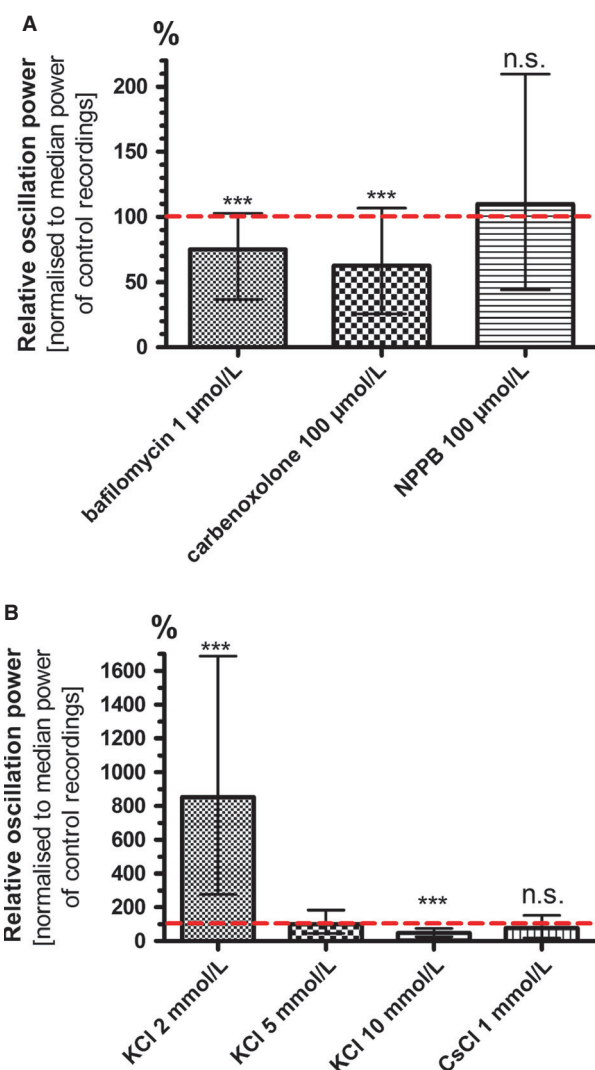 A
%
Relative oscillation power
[normalised to median power
of control recordings]
200
150
100
50
0
***
***
n.s.
bafilomycin 1 µmol/L
carbenoxolone 100 µmol/L
NPPB 100 µmol/L
B
%
Relative oscillation power
[normalised to median power
of control recordings]
1600
1400
1200
1000
800
600
400
200
0
***
***
n.s.
KCl 2 mmol/L
KCl 5 mmol/L
KCl 10 mmol/L
CsCl 1 mmol/L